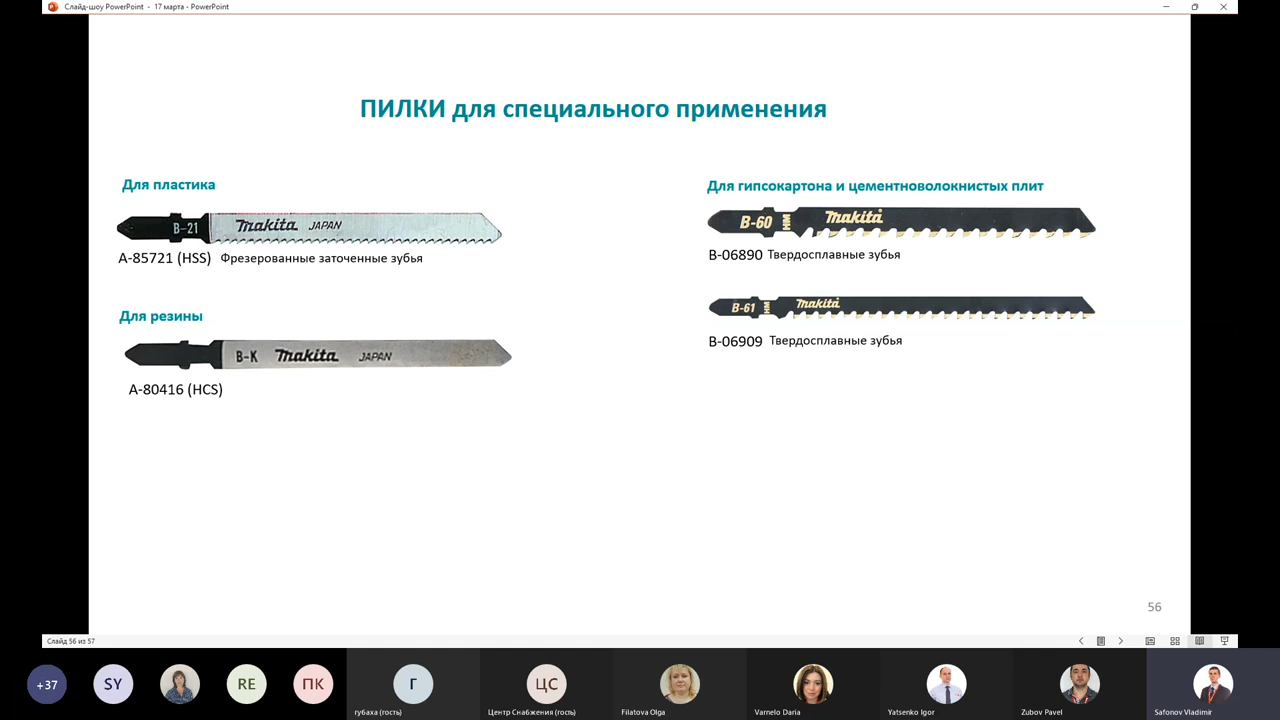 Слайд-шоу PowerPoint - 17 марта - PowerPoint
ПИЛКИ для специального применения
Для пластика
B-21 Makita JAPAN
A-85721 (HSS) Фрезерованные заточенные зубья
Для резины
B-K Makita JAPAN
A-80416 (HCS)
Для гипсокартона и цементноволокнистых плит
B-60 HM Makita
B-06890 Твердосплавные зубья
B-61 HM Makita
B-06909 Твердосплавные зубья
56
Слайд 56 из 57
+37
SY
RE
ПК
Г
губаха (гость)
ЦС
Центр Снабжения (гость)
Filatova Olga
Varnelo Daria
Yatsenko Igor
Zubov Pavel
Safonov Vladimir